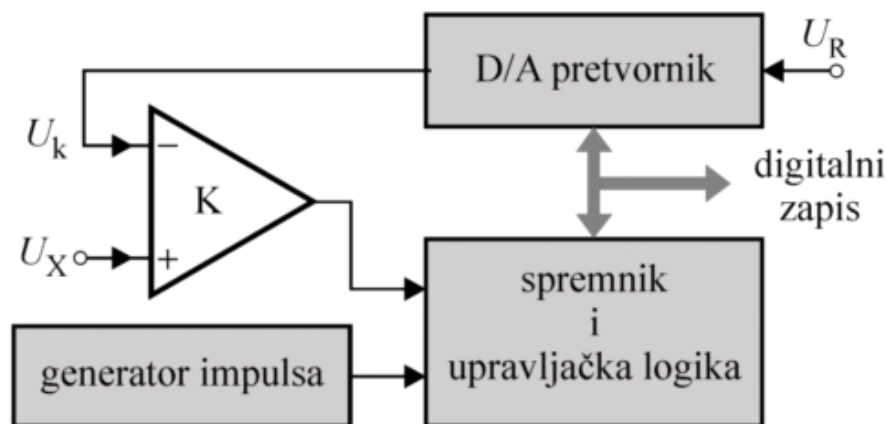 D/A pretvornik
U_R
U_k
−
K
U_X
+
digitalni
zapis
spremnik
i
upravljačka logika
generator impulsa